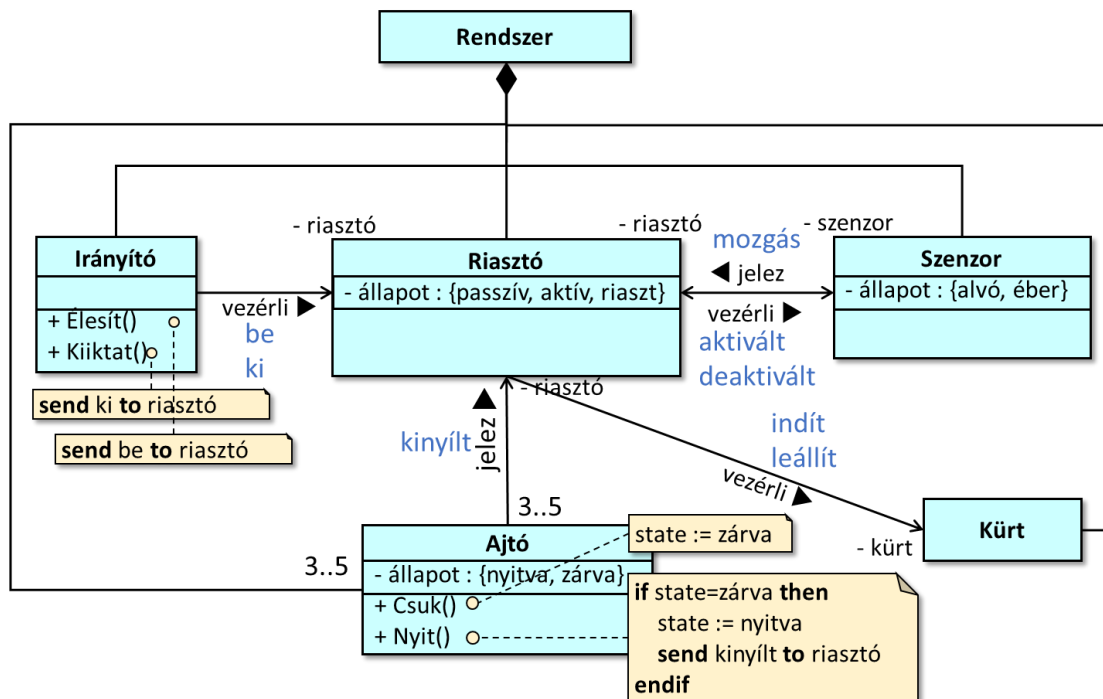 Rendszer
- riasztó
- riasztó
- szenzor
mozgás
◀ jelez
Irányító
+ Élesít()
+ Kiiktat()
vezérli ▶
be
ki
Riasztó
- állapot : {passzív, aktív, riaszt}
vezérli ▶
aktivált
deaktivált
Szenzor
- állapot : {alvó, éber}
send ki to riasztó
send be to riasztó
- riasztó
kinyílt
jelez ▶
indít
leállít
vezérli ▶
3..5
3..5
Ajtó
- állapot : {nyitva, zárva}
+ Csuk()
+ Nyit()
state := zárva
- kürt
Kürt
if state=zárva then
state := nyitva
send kinyílt to riasztó
endif